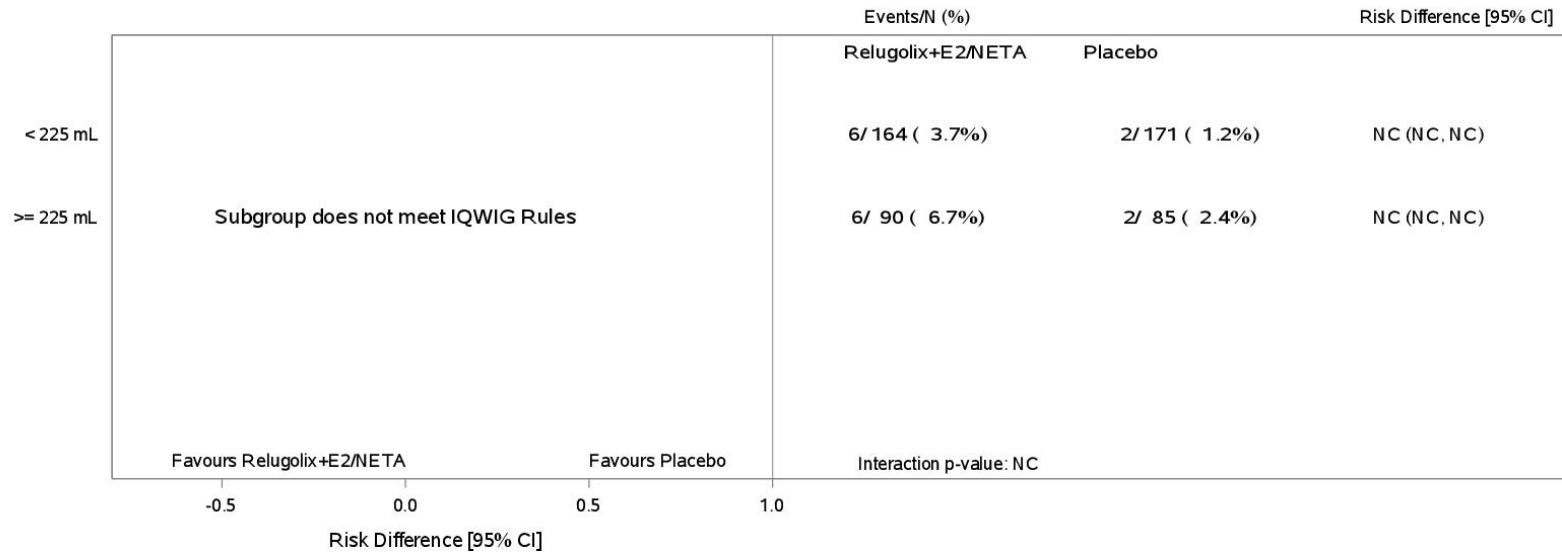 Events/N (%) Risk Difference [95% CI]
Relugolix+E2/NETA Placebo
< 225 mL 6/ 164 ( 3.7%) 2/ 171 ( 1.2%) NC (NC, NC)
>= 225 mL Subgroup does not meet IQWIG Rules 6/ 90 ( 6.7%) 2/ 85 ( 2.4%) NC (NC, NC)
Favours Relugolix+E2/NETA Favours Placebo Interaction p-value: NC
-0.5 0.0 0.5 1.0
Risk Difference [95% CI]